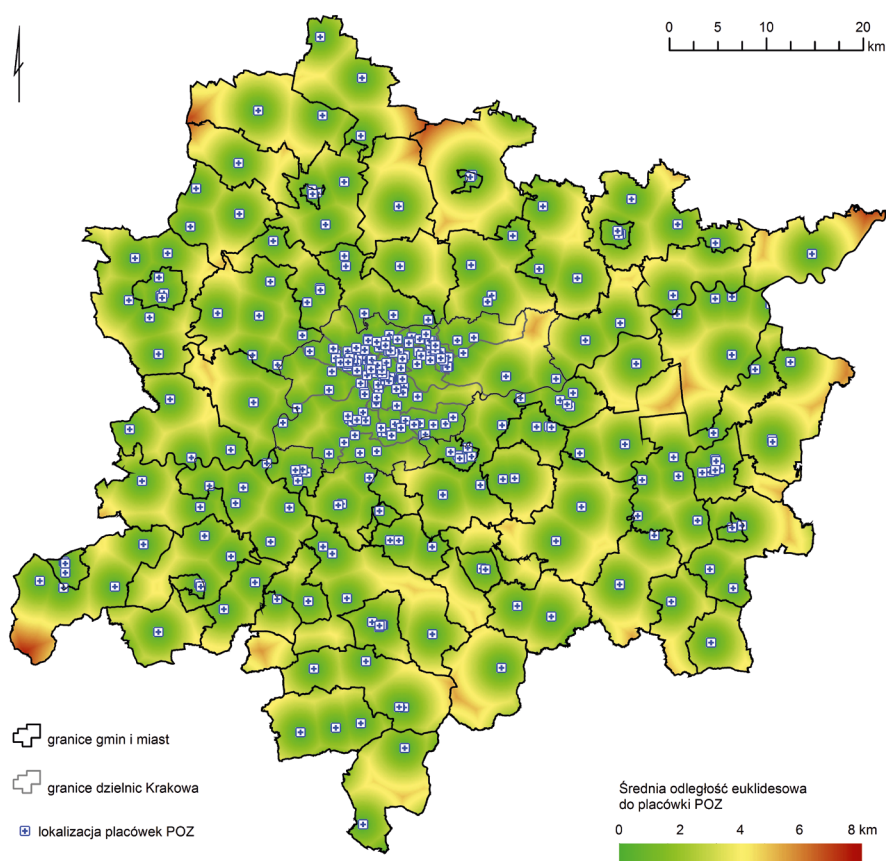 0 5 10 15 20
km
granice gmin i miast
granice dzielnic Krakowa
lokalizacja placówek POZ
Średnia odległość euklidesowa
do placówki POZ
0 2 4 6 8 km